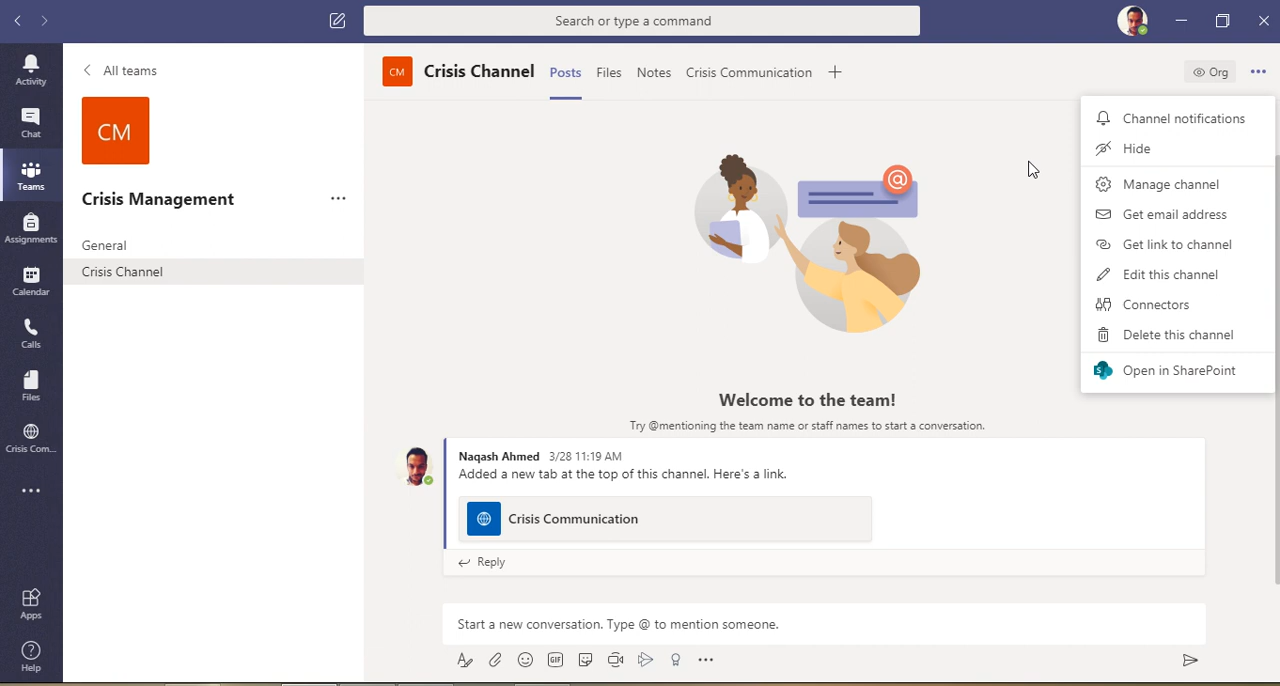 Search or type a command
Activity
Chat
Teams
Assignments
Calendar
Calls
Files
Crisis Com...
Apps
Help
All teams
CM
Crisis Management
General
Crisis Channel
CM
Crisis Channel
Posts
Files
Notes
Crisis Communication
Org
Channel notifications
Hide
Manage channel
Get email address
Get link to channel
Edit this channel
Connectors
Delete this channel
S
Open in SharePoint
@
Welcome to the team!
Try @mentioning the team name or staff names to start a conversation.
Naqash Ahmed 3/28 11:19 AM
Added a new tab at the top of this channel. Here's a link.
Crisis Communication
Reply
Start a new conversation. Type @ to mention someone.
GIF